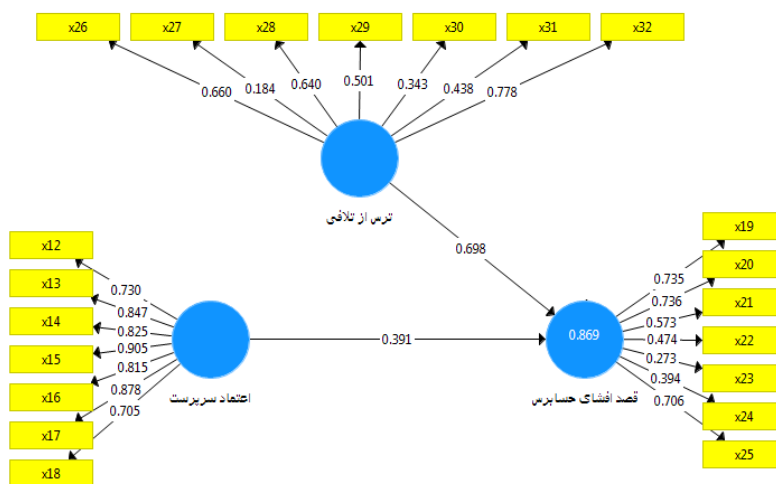 x26 x27 x28 x29 x30 x31 x32
0.660 0.184 0.640 0.501 0.343 0.438 0.778
ترس از تلافی
0.698
x12
x13
x14
x15
x16
x17
x18
0.730
0.847
0.825
0.905
0.815
0.878
0.705
اعتماد سرپرست
0.391
0.869
قصد افشای حسابرس
0.735
0.736
0.573
0.474
0.273
0.394
0.706
x19
x20
x21
x22
x23
x24
x25